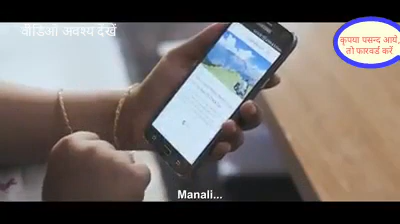 वीडिओ अवश्य देखें
कृपया पसन्द आये,
तो फारवर्ड करें
Manali...